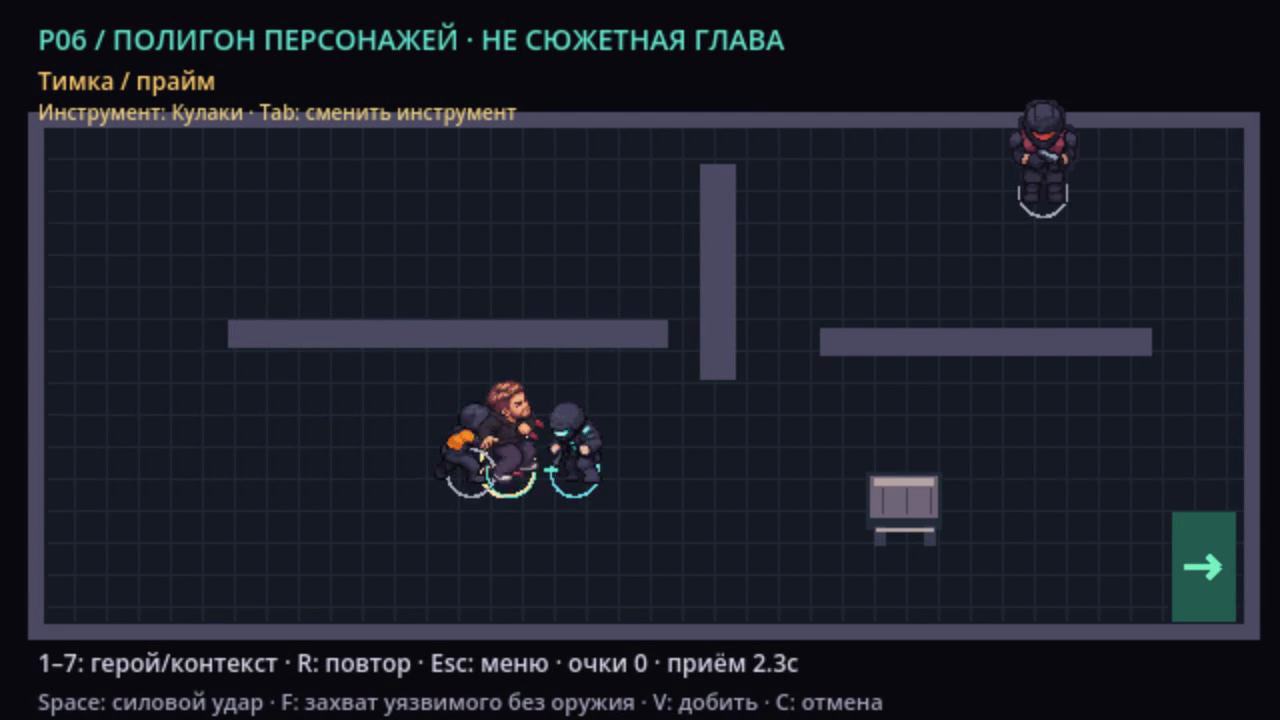 P06 / ПОЛИГОН ПЕРСОНАЖЕЙ · НЕ СЮЖЕТНАЯ ГЛАВА
Тимка / прайм
Инструмент: Кулаки · Tab: сменить инструмент
→
1–7: герой/контекст · R: повтор · Esc: меню · очки 0 · приём 2.3с
Space: силовой удар · F: захват уязвимого без оружия · V: добить · C: отмена